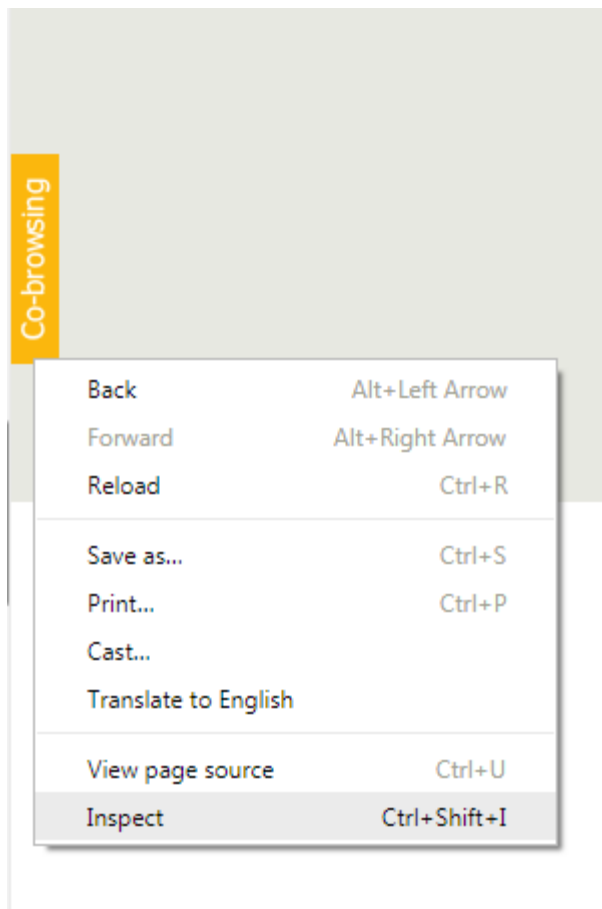 Co-browsing
Back Alt+Left Arrow
Forward Alt+Right Arrow
Reload Ctrl+R
Save as... Ctrl+S
Print... Ctrl+P
Cast...
Translate to English
View page source Ctrl+U
Inspect Ctrl+Shift+I